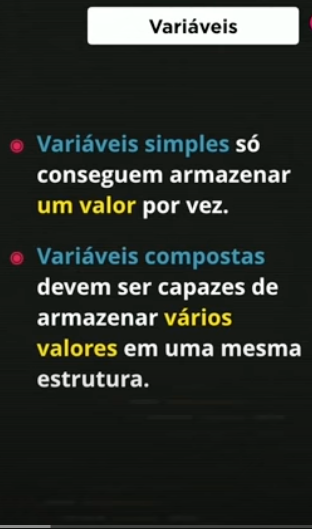 Variáveis
Variáveis simples só
conseguem armazenar
um valor por vez.
Variáveis compostas
devem ser capazes de
armazenar vários
valores em uma mesma
estrutura.